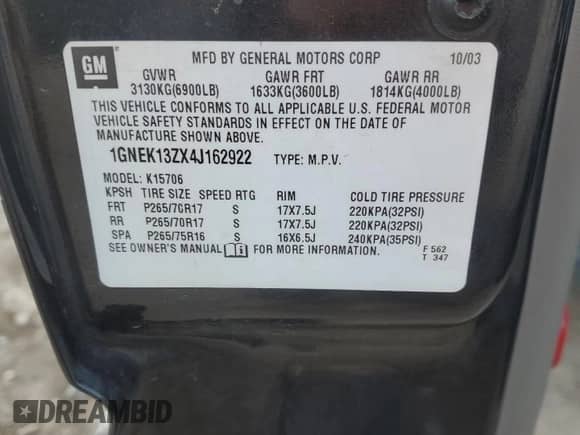 GM
MFD BY GENERAL MOTORS CORP 10/03
GVWR GAWR FRT GAWR RR
3130KG(6900LB) 1633KG(3600LB) 1814KG(4000LB)
THIS VEHICLE CONFORMS TO ALL APPLICABLE U.S. FEDERAL MOTOR
VEHICLE SAFETY STANDARDS IN EFFECT ON THE DATE OF
MANUFACTURE SHOWN ABOVE.
1GNEK13ZX4J162922 TYPE: M.P.V.
MODEL: K15706
KPSH TIRE SIZE SPEED RTG RIM COLD TIRE PRESSURE
FRT P265/70R17 S 17X7.5J 220KPA(32PSI)
RR P265/70R17 S 17X7.5J 220KPA(32PSI)
SPA P265/75R16 S 16X6.5J 240KPA(35PSI)
SEE OWNER'S MANUAL FOR MORE INFORMATION.
F 562
T 347
DREAMBID